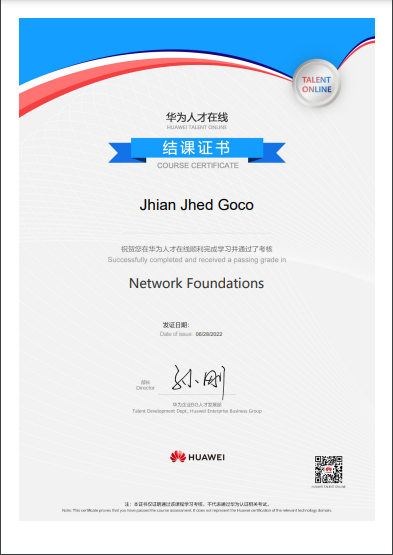 TALENT
ONLINE
华为人才在线
HUAWEI TALENT ONLINE
结课证书
COURSE CERTIFICATE
Jhian Jhed Goco
祝贺您在华为人才在线顺利完成学习并通过了考核
Successfully completed and received a passing grade in
Network Foundations
发证日期:
Date of issue: 06/28/2022
Director
华为企业BG人才发展部
Talent Development Dept., Huawei Enterprise Business Group
HUAWEI
HUAWEI TALENT ONLINE
注：本证书仅证明通过该课程学习考核，不代表通过华为认证相关考试。
Note: This certificate proves that you have passed the course assessment. It does not represent the Huawei certification of the relevant technology domain.